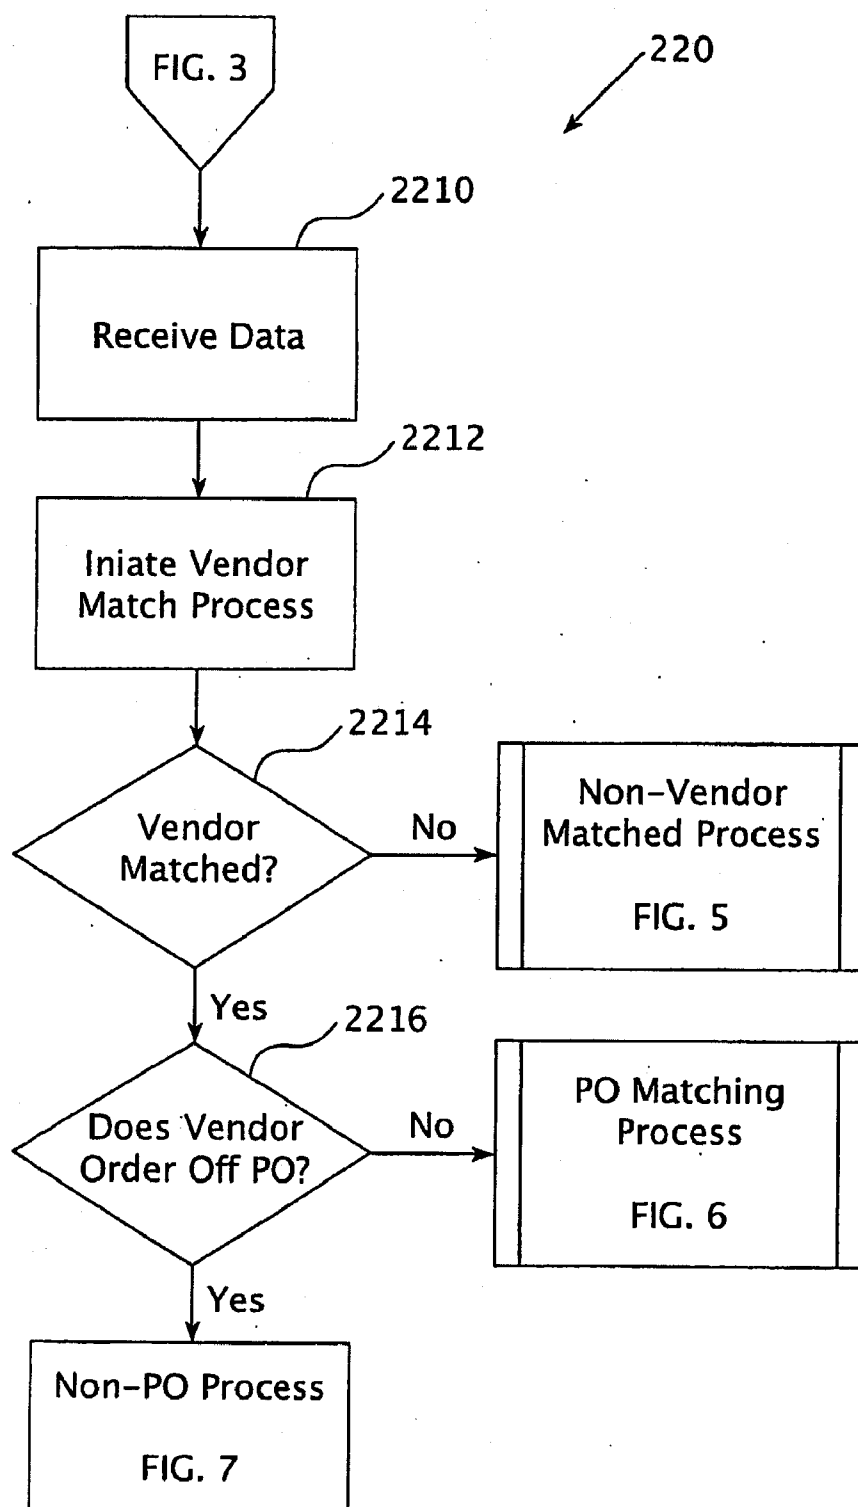 FIG. 3
220
2210
Receive Data
2212
Iniate Vendor
Match Process
2214
Vendor
Matched?
No
Non-Vendor
Matched Process
FIG. 5
Yes
2216
Does Vendor
Order Off PO?
No
PO Matching
Process
FIG. 6
Yes
Non-PO Process
FIG. 7